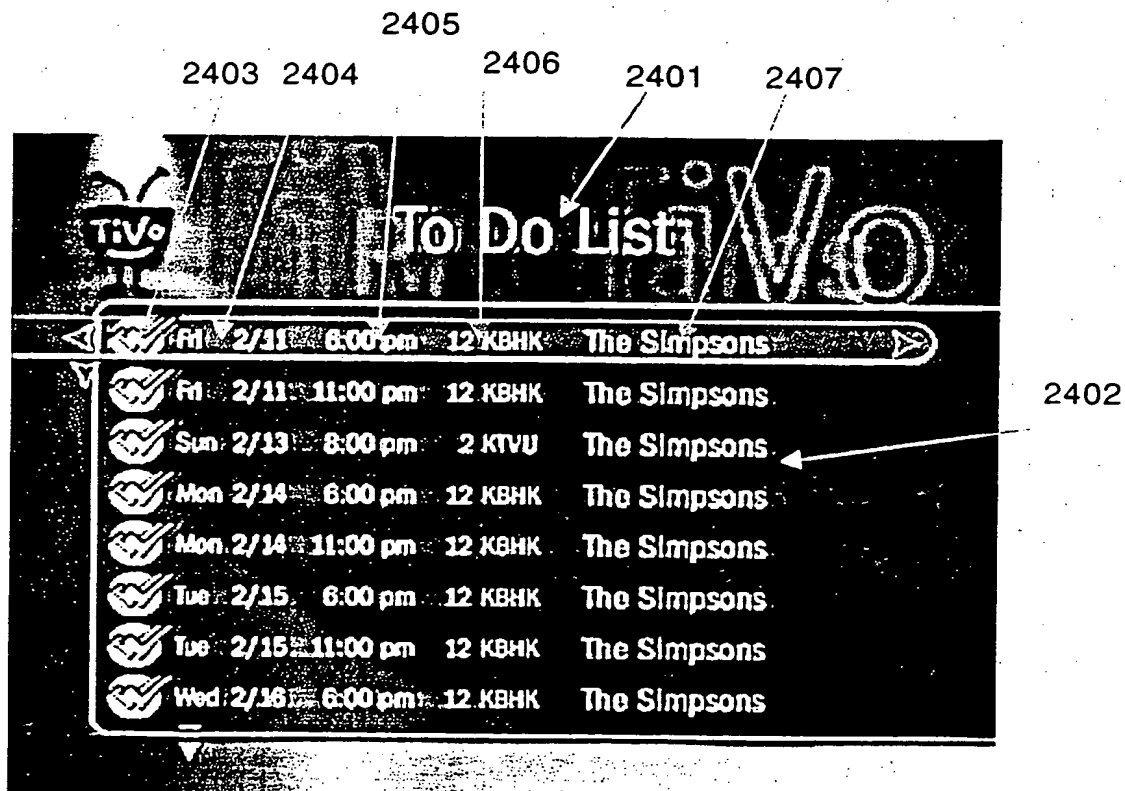 2405
2403 2404 2406 2401 2407
TiVo
To Do List
TiVo
Fri 2/11 6:00 pm 12 KBHK The Simpsons
Fri 2/11 11:00 pm 12 KBHK The Simpsons
2402
Sun 2/13 8:00 pm 2 KTVU The Simpsons
Mon 2/14 6:00 pm 12 KBHK The Simpsons
Mon 2/14 11:00 pm 12 KBHK The Simpsons
Tue 2/15 6:00 pm 12 KBHK The Simpsons
Tue 2/15 11:00 pm 12 KBHK The Simpsons
Wed 2/16 6:00 pm 12 KBHK The Simpsons